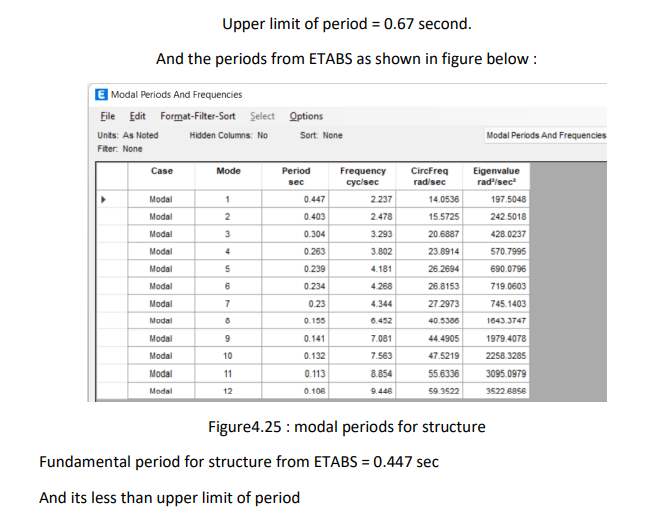 Upper limit of period = 0.67 second.
And the periods from ETABS as shown in figure below :
E Modal Periods And Frequencies
File Edit Format-Filter-Sort Select Options
Units: As Noted Hidden Columns: No Sort: None Modal Periods And Frequencies
Filter: None
Case Mode Period Frequency CircFreq Eigenvalue
sec cyc/sec rad/sec rad²/sec²
Modal 1 0.447 2.237 14.0536 197.5048
Modal 2 0.403 2.478 15.5725 242.5018
Modal 3 0.304 3.293 20.6887 428.0237
Modal 4 0.263 3.802 23.8914 570.7995
Modal 5 0.239 4.181 26.2694 690.0796
Modal 6 0.234 4.268 26.8153 719.0603
Modal 7 0.23 4.344 27.2973 745.1403
Modal 8 0.155 6.452 40.5386 1643.3747
Modal 9 0.141 7.081 44.4905 1979.4078
Modal 10 0.132 7.563 47.5219 2258.3285
Modal 11 0.113 8.854 55.6336 3095.0979
Modal 12 0.106 9.446 59.3522 3522.6856
Figure4.25 : modal periods for structure
Fundamental period for structure from ETABS = 0.447 sec
And its less than upper limit of period